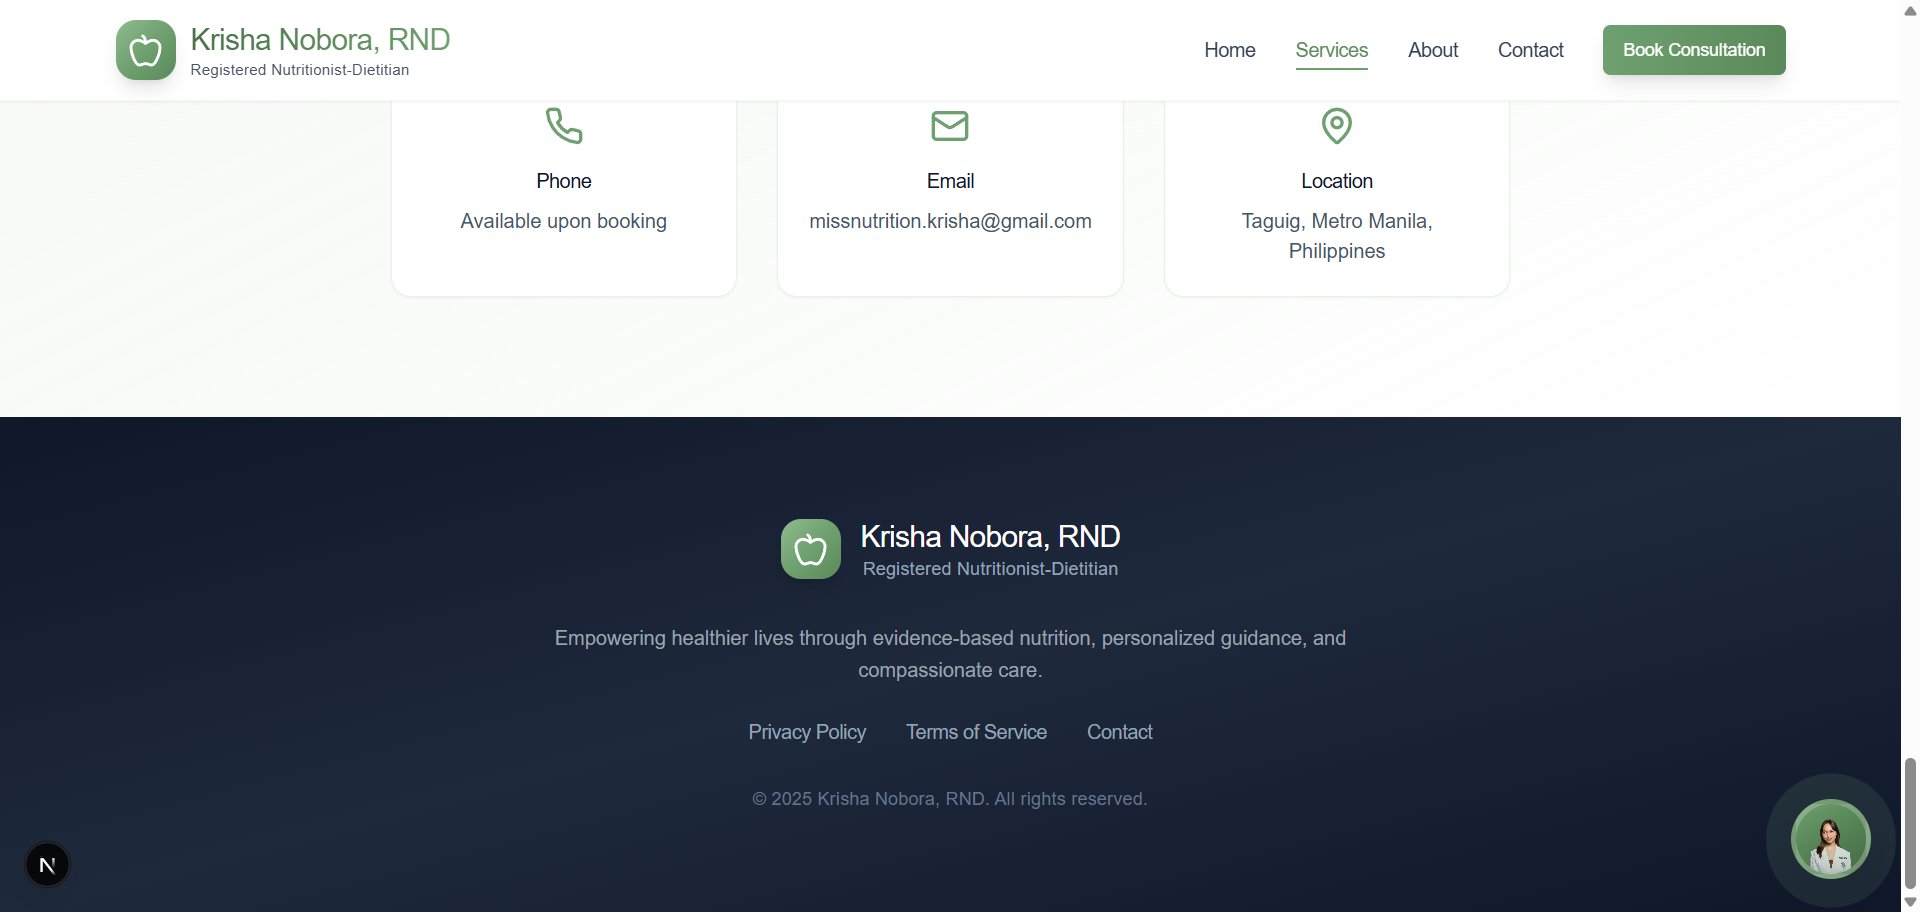 Krisha Nobora, RND
Registered Nutritionist-Dietitian
Home
Services
About
Contact
Book Consultation
Phone
Available upon booking
Email
missnutrition.krisha@gmail.com
Location
Taguig, Metro Manila,
Philippines
Krisha Nobora, RND
Registered Nutritionist-Dietitian
Empowering healthier lives through evidence-based nutrition, personalized guidance, and
compassionate care.
Privacy Policy
Terms of Service
Contact
© 2025 Krisha Nobora, RND. All rights reserved.
N